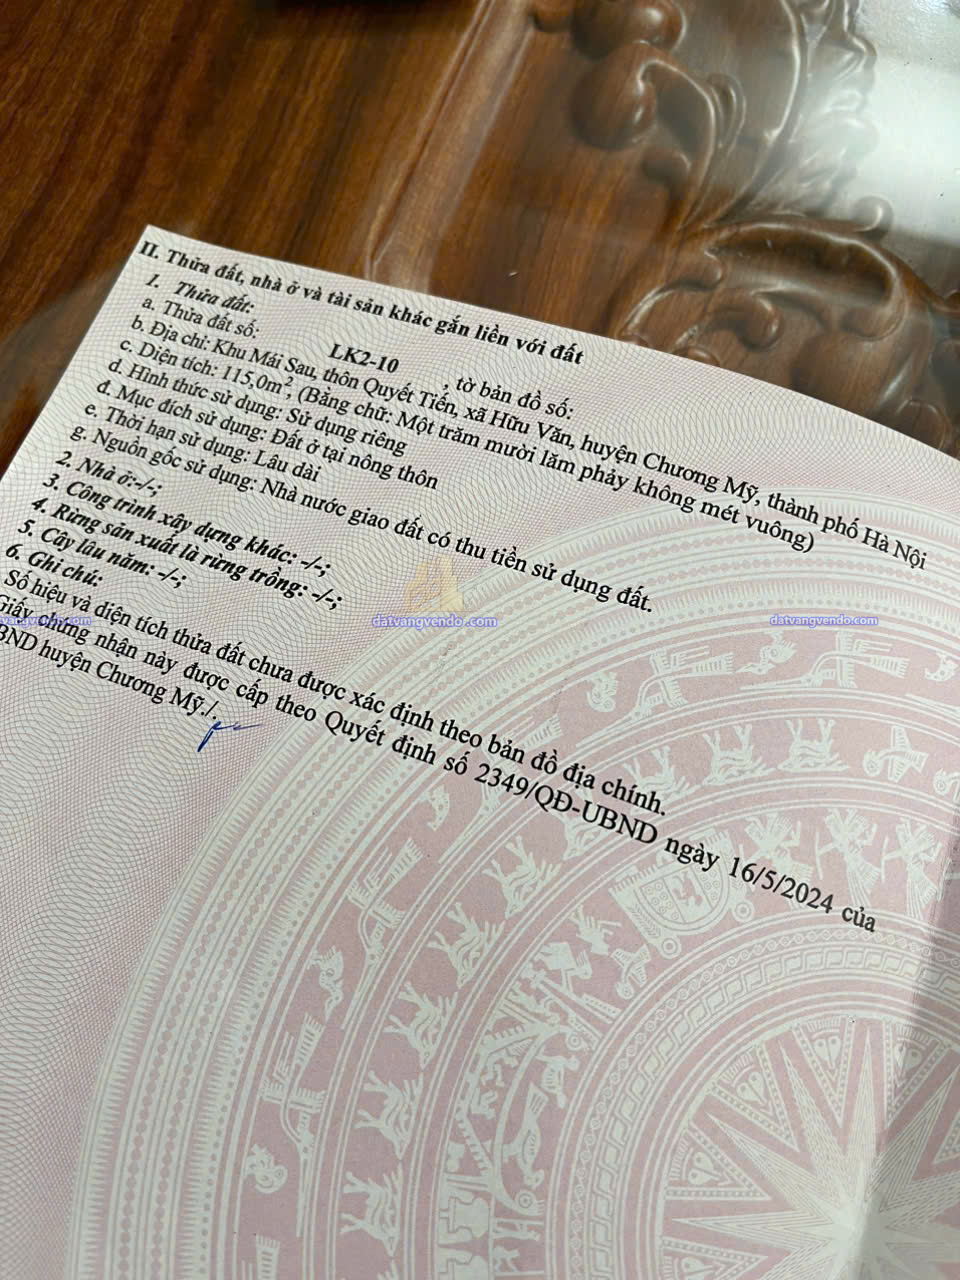 II. Thửa đất, nhà ở và tài sản khác gắn liền với đất
1. Thửa đất:
a. Thửa đất số: LK2-10 , tờ bản đồ số:
b. Địa chỉ: Khu Mái Sau, thôn Quyết Tiến, xã Hữu Văn, huyện Chương Mỹ, thành phố Hà Nội
c. Diện tích: 115,0m², (Bằng chữ: Một trăm mười lăm phảy không mét vuông)
d. Hình thức sử dụng: Sử dụng riêng
đ. Mục đích sử dụng: Đất ở tại nông thôn
e. Thời hạn sử dụng: Lâu dài
g. Nguồn gốc sử dụng: Nhà nước giao đất có thu tiền sử dụng đất.
2. Nhà ở:-/-;
3. Công trình xây dựng khác: -/-;
4. Rừng sản xuất là rừng trồng: -/-;
5. Cây lâu năm: -/-;
6. Ghi chú:
Số hiệu và diện tích thửa đất chưa được xác định theo bản đồ địa chính.
Giấy chứng nhận này được cấp theo Quyết định số 2349/QĐ-UBND ngày 16/5/2024 của
BND huyện Chương Mỹ./.
datvangvendo.com
datvangvendo.com